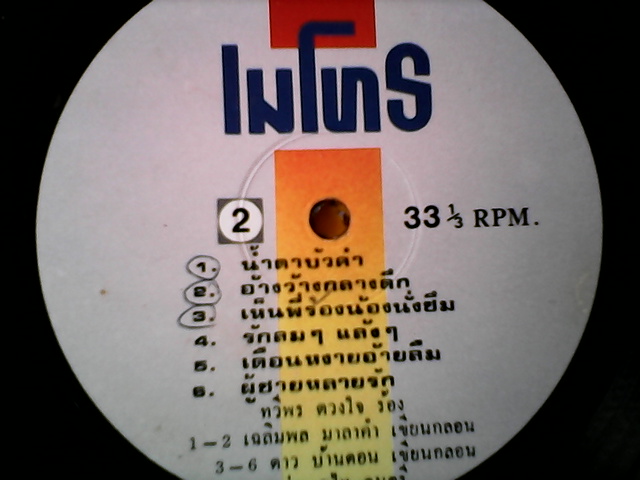 เมโทร
2
33 ⅓ RPM.
1. น้ำตาบัวคำ
2. อ้างว้างกลางดึก
3. เห็นพี่ร้องน้องนั่งซึม
4. รักลมๆ แล้งๆ
5. เดือนหงายอ้ายลืม
6. ผู้ชายหลายรัก
ทวีพร ดวงใจ ร้อง
1-2 เฉลิมพล มาลาคำ เขียนกลอน
3-6 ดาว บ้านดอน เขียนกลอน